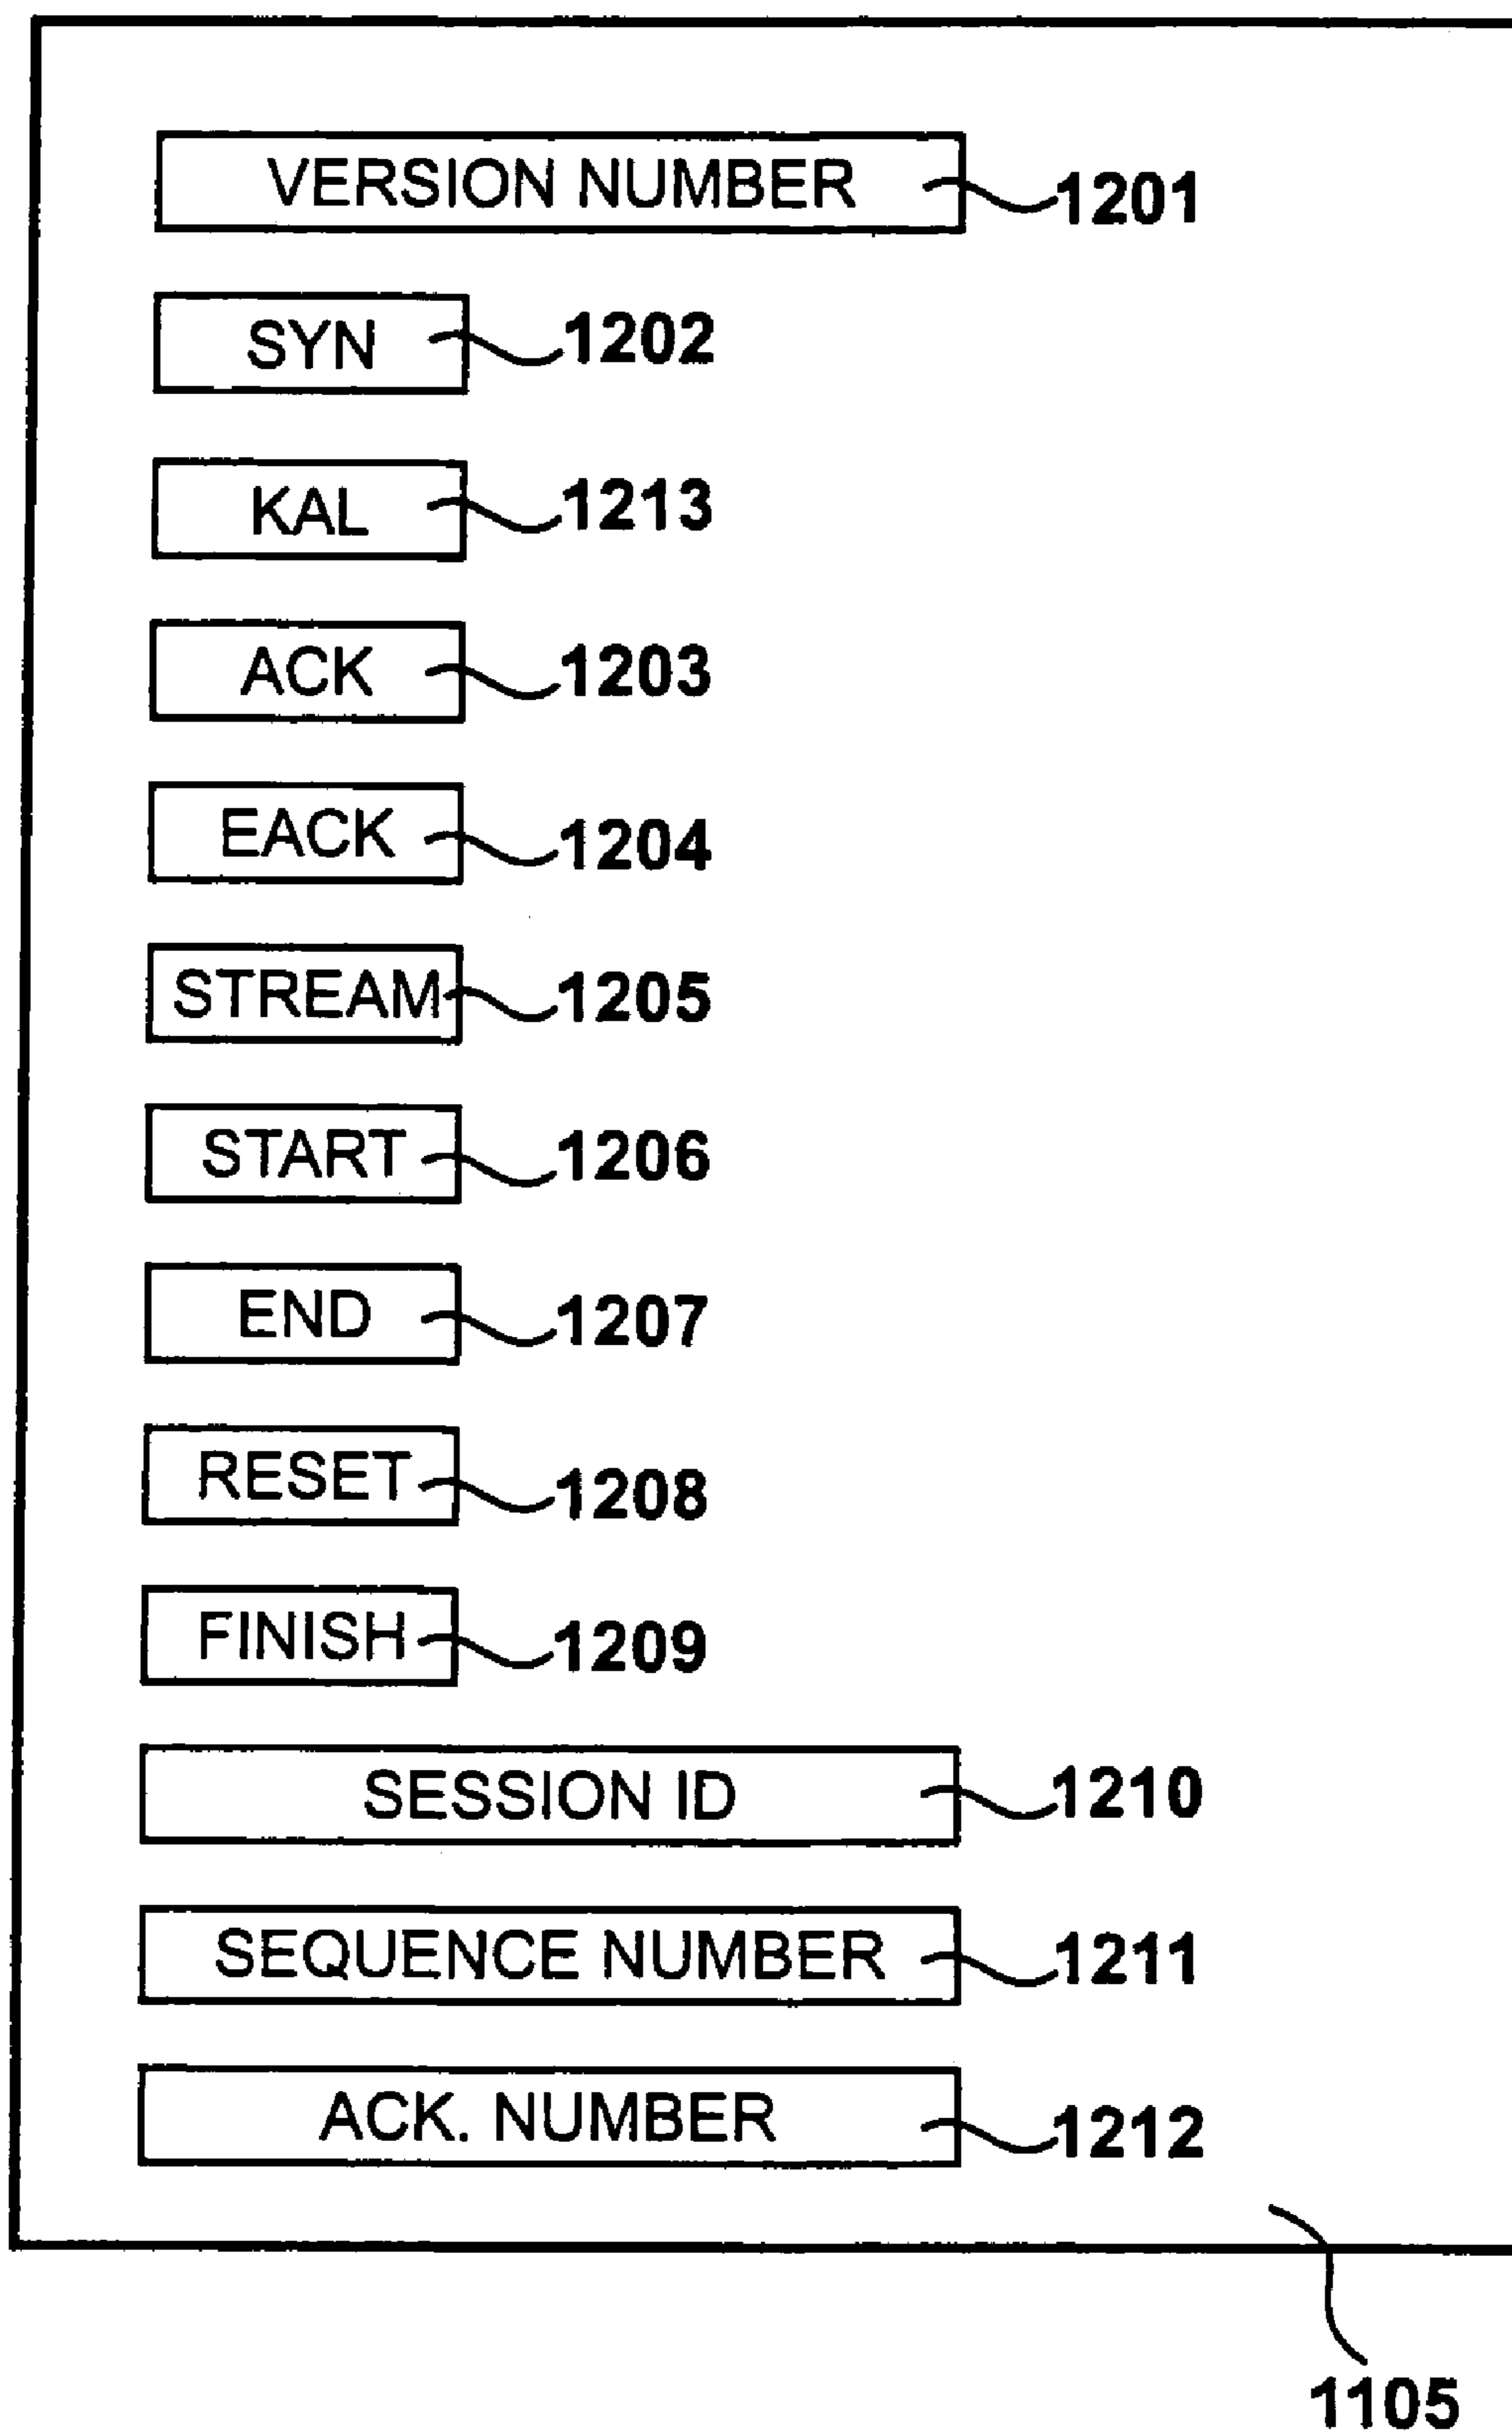 VERSION NUMBER 1201
SYN 1202
KAL 1213
ACK 1203
EACK 1204
STREAM 1205
START 1206
END 1207
RESET 1208
FINISH 1209
SESSION ID 1210
SEQUENCE NUMBER 1211
ACK. NUMBER 1212
1105